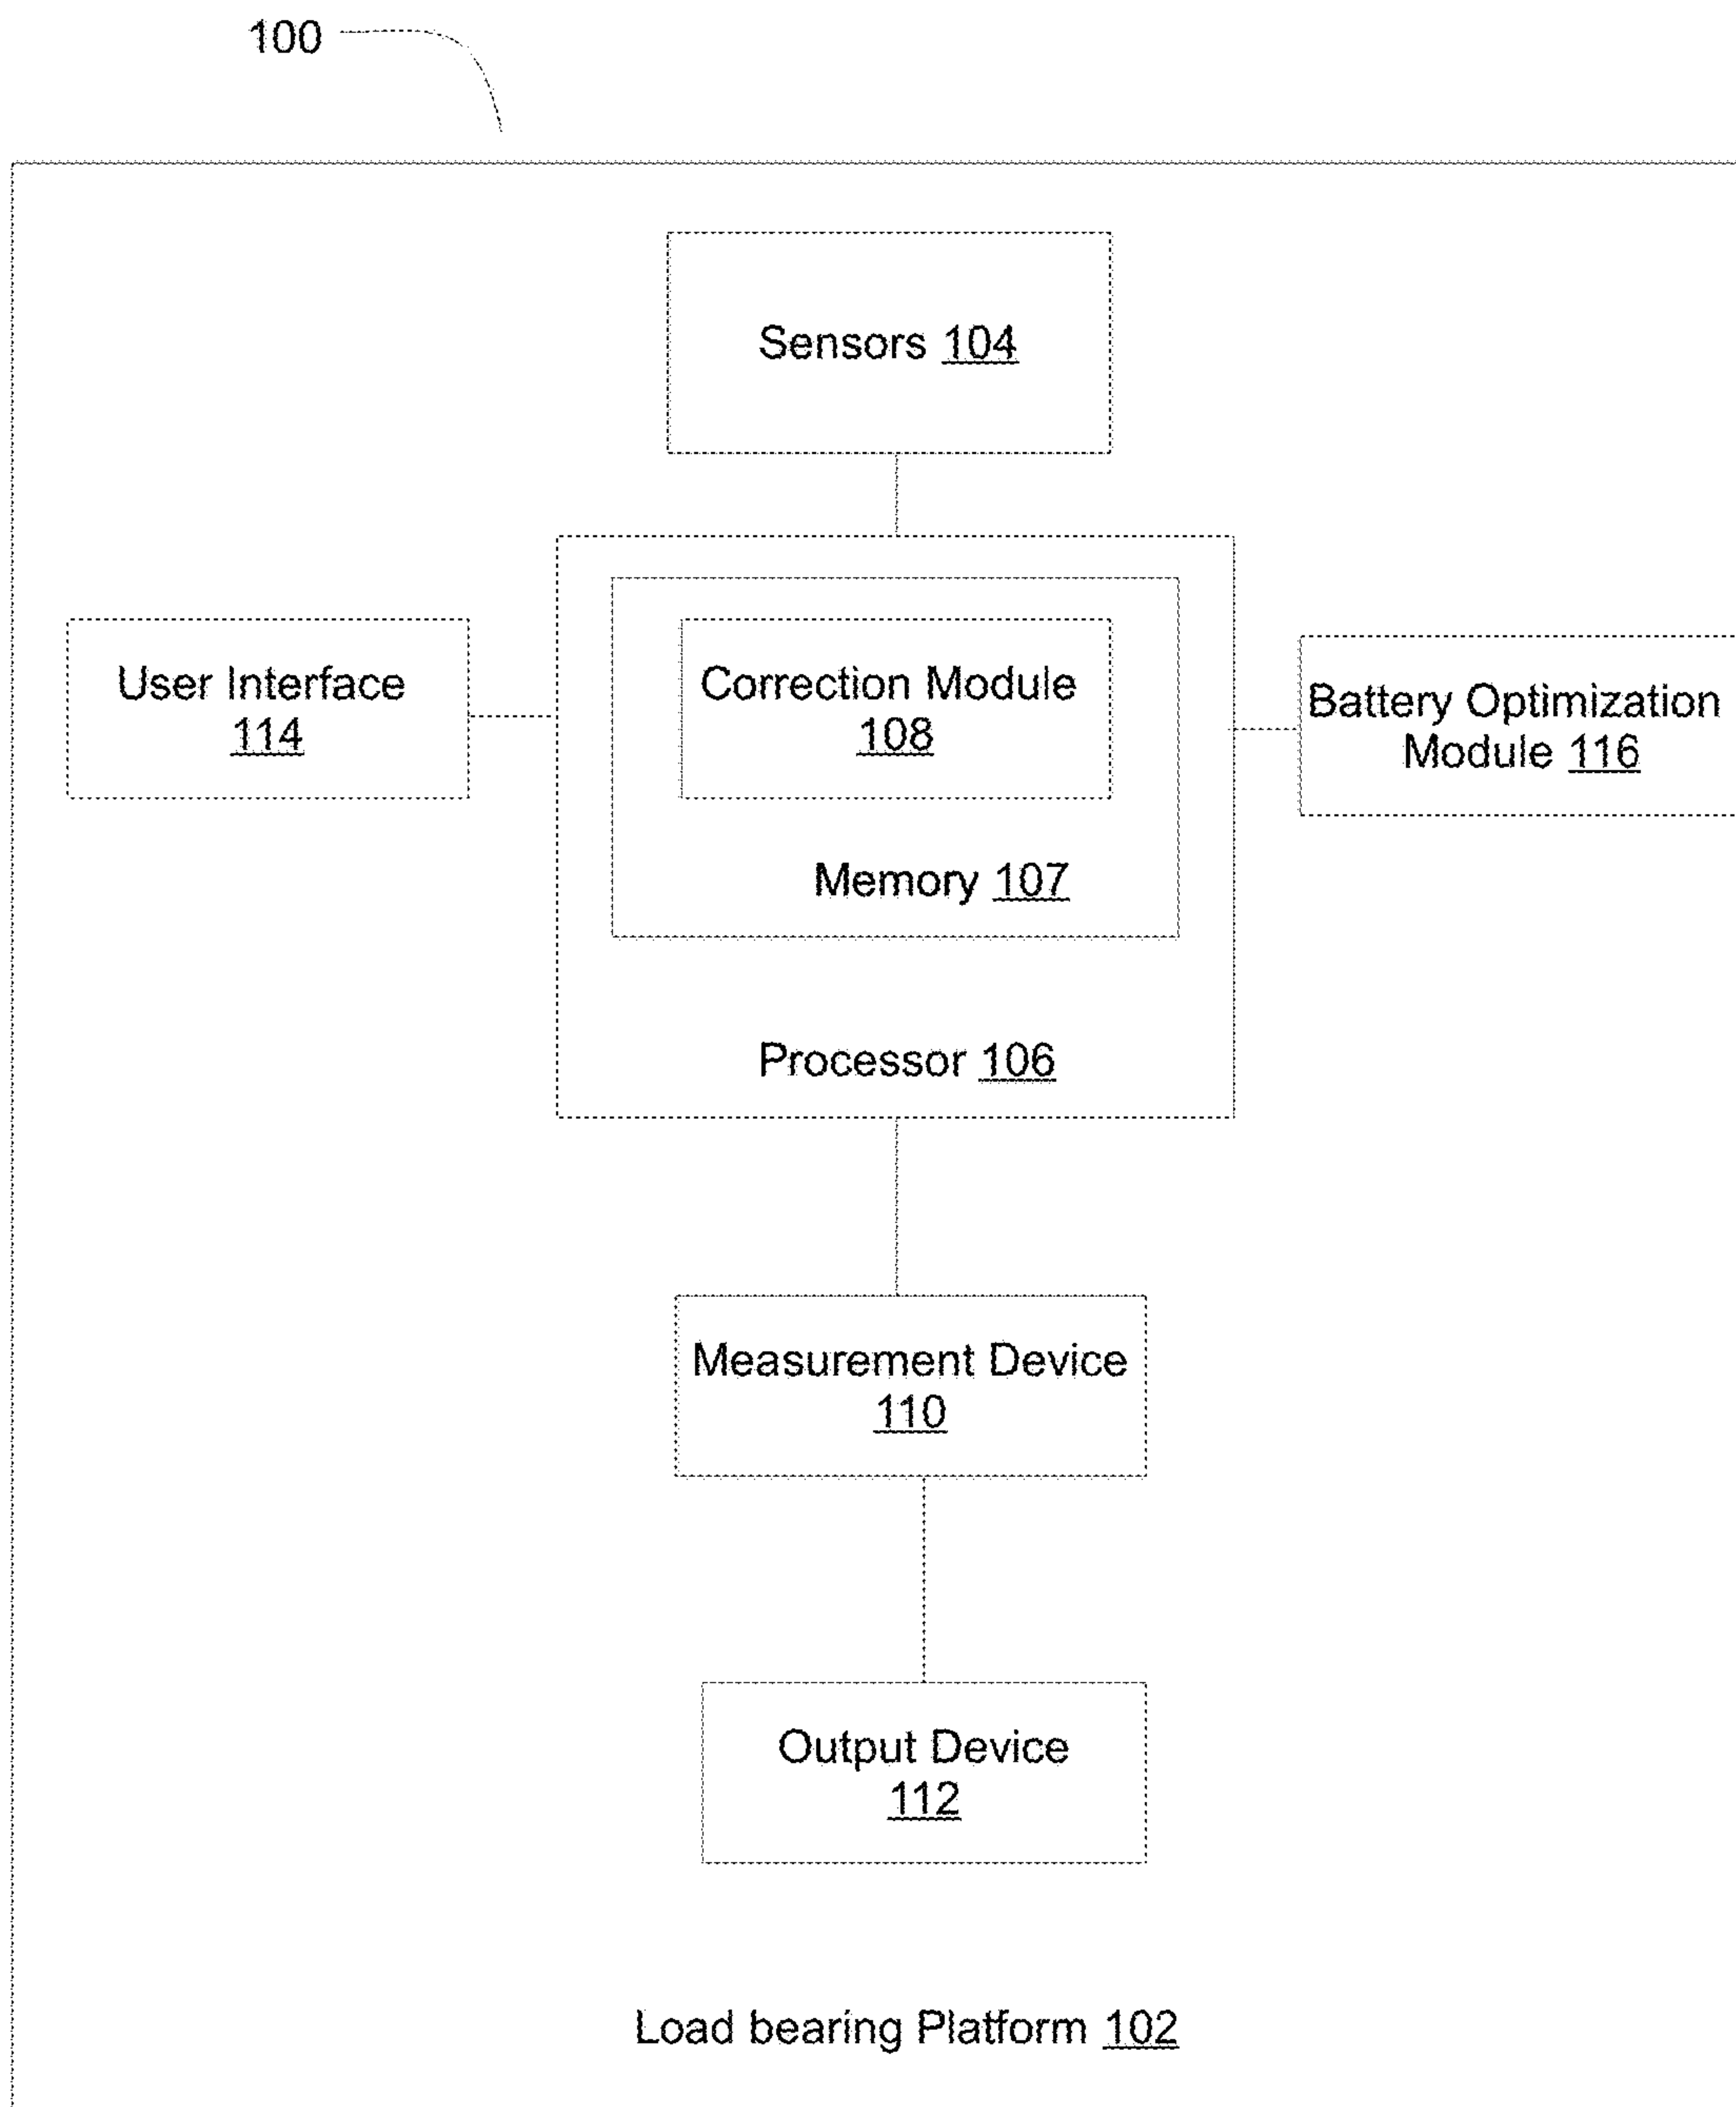 100
Sensors 104
User Interface
114
Correction Module
108
Battery Optimization
Module 116
Memory 107
Processor 106
Measurement Device
110
Output Device
112
Load bearing Platform 102